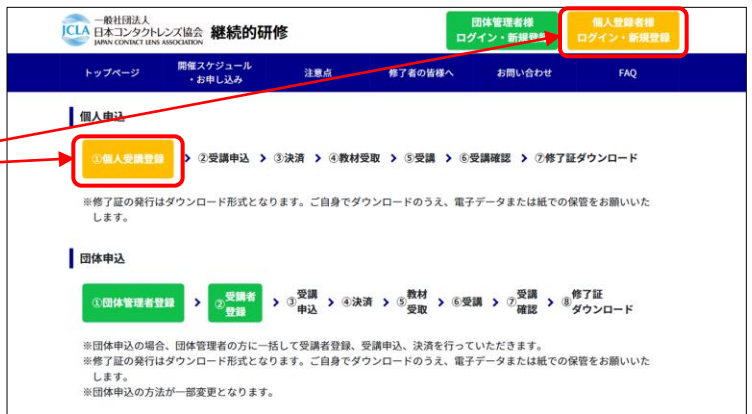 一般社団法人
JCLA 日本コンタクトレンズ協会 継続的研修
JAPAN CONTACT LENS ASSOCIATION
団体管理者様
ログイン・新規登録
個人登録者様
ログイン・新規登録
トップページ
開催スケジュール
・お申し込み
注意点
修了者の皆様へ
お問い合わせ
FAQ
個人申込
①個人受講登録 > ②受講申込 > ③決済 > ④教材受取 > ⑤受講 > ⑥受講確認 > ⑦修了証ダウンロード
※修了証の発行はダウンロード形式となります。ご自身でダウンロードのうえ、電子データまたは紙での保管をお願いいた
します。
団体申込
①団体管理者登録 > ②受講者登録 > ③受講申込 > ④決済 > ⑤教材受取 > ⑥受講 > ⑦受講確認 > ⑧修了証ダウンロード
※団体申込の場合、団体管理者の方に一括して受講者登録、受講申込、決済を行っていただきます。
※修了証の発行はダウンロード形式となります。ご自身でダウンロードのうえ、電子データまたは紙での保管をお願いいた
します。
※団体申込の方法が一部変更となります。